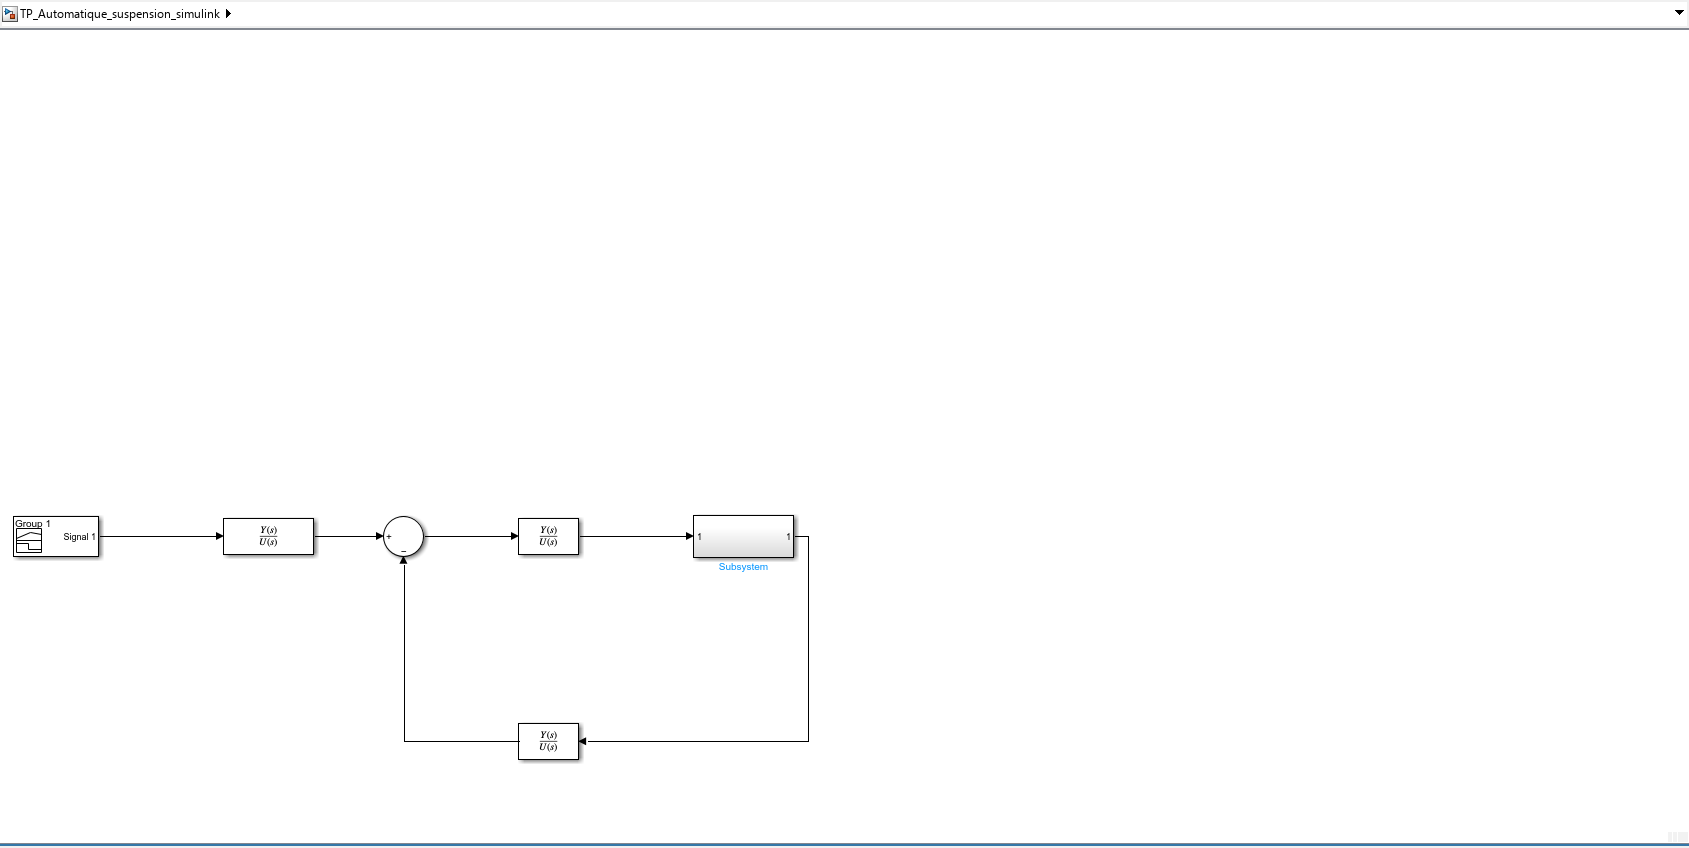 TP_Automatique_suspension_simulink
Group 1
Signal 1
Y(s)
U(s)
+
−
Y(s)
U(s)
1
1
Subsystem
Y(s)
U(s)